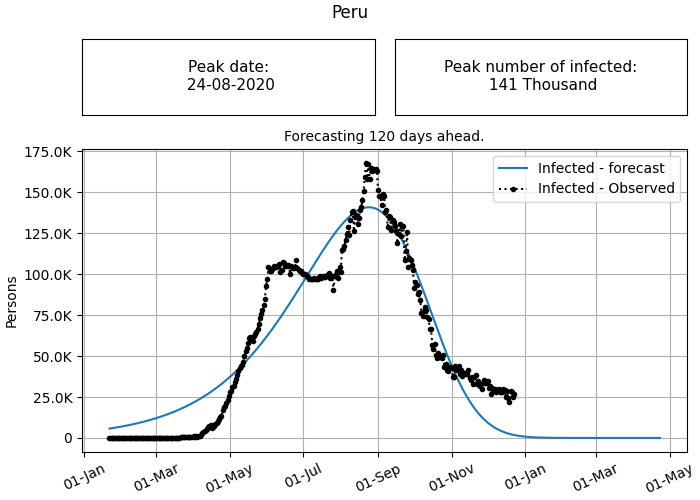 Peru
Peak date:
24-08-2020
Peak number of infected:
141 Thousand
Forecasting 120 days ahead.
175.0K
150.0K
125.0K
100.0K
75.0K
50.0K
25.0K
0
Persons
Infected - forecast
Infected - Observed
01-Jan
01-Mar
01-May
01-Jul
01-Sep
01-Nov
01-Jan
01-Mar
01-May